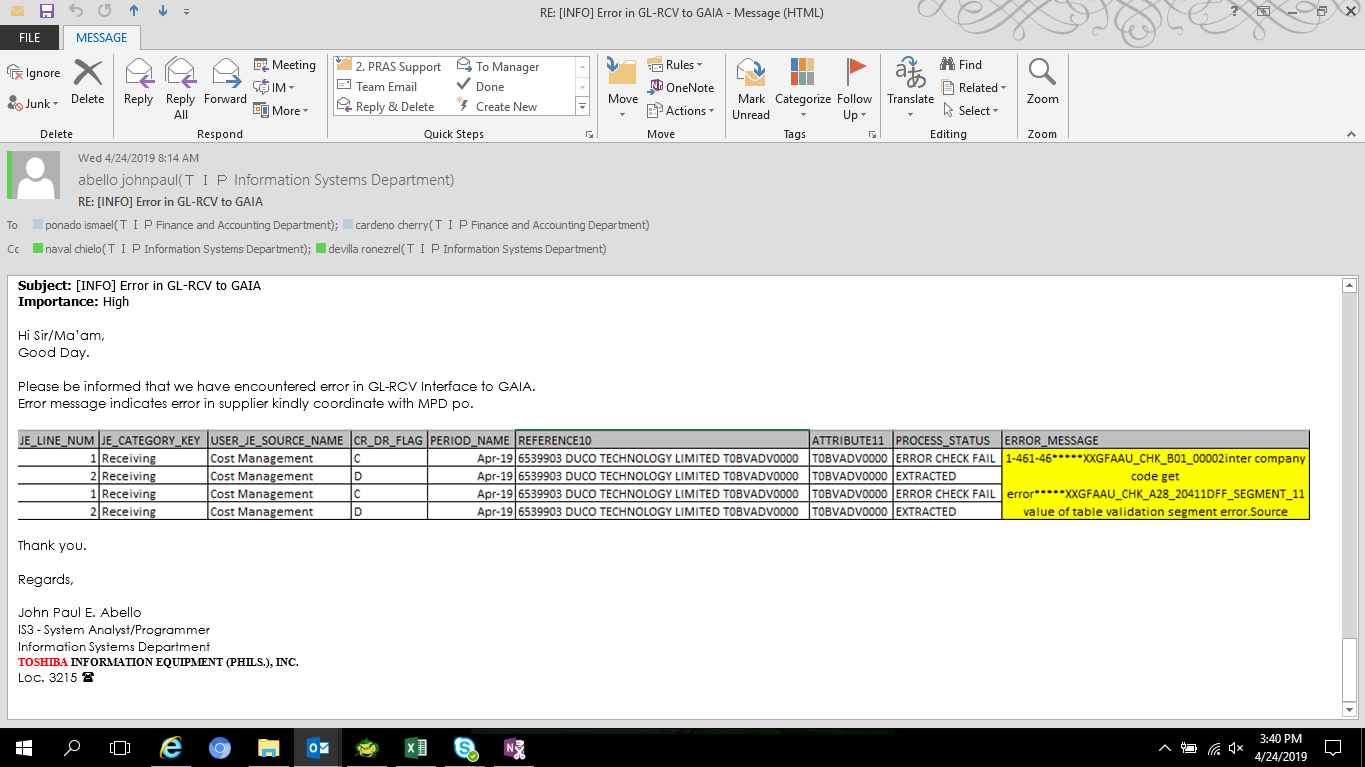 RE: [INFO] Error in GL-RCV to GAIA - Message (HTML)
FILE MESSAGE
Ignore
Junk
Delete
Reply
Reply All
Forward
Meeting
IM
More
2. PRAS Support
Team Email
Reply & Delete
To Manager
Done
Create New
Move
Rules
OneNote
Actions
Mark Unread
Categorize
Follow Up
Translate
Find
Related
Select
Zoom
Delete Respond Quick Steps Move Tags Editing Zoom
Wed 4/24/2019 8:14 AM
abello johnpaul(ＴＩＰ Information Systems Department)
RE: [INFO] Error in GL-RCV to GAIA
To ponado ismael(ＴＩＰ Finance and Accounting Department); cardeno cherry(ＴＩＰ Finance and Accounting Department)
Cc naval chielo(ＴＩＰ Information Systems Department); devilla ronezrel(ＴＩＰ Information Systems Department)
Subject: [INFO] Error in GL-RCV to GAIA
Importance: High
Hi Sir/Ma'am,
Good Day.
Please be informed that we have encountered error in GL-RCV Interface to GAIA.
Error message indicates error in supplier kindly coordinate with MPD po.
JE_LINE_NUM JE_CATEGORY_KEY USER_JE_SOURCE_NAME CR_DR_FLAG PERIOD_NAME REFERENCE10 ATTRIBUTE11 PROCESS_STATUS ERROR_MESSAGE
1 Receiving Cost Management C Apr-19 6539903 DUCO TECHNOLOGY LIMITED T0BVADV0000 T0BVADV0000 ERROR CHECK FAIL 1-461-46*****XXGFAAU_CHK_B01_00002inter company
2 Receiving Cost Management D Apr-19 6539903 DUCO TECHNOLOGY LIMITED T0BVADV0000 T0BVADV0000 EXTRACTED code get
1 Receiving Cost Management C Apr-19 6539903 DUCO TECHNOLOGY LIMITED T0BVADV0000 T0BVADV0000 ERROR CHECK FAIL error*****XXGFAAU_CHK_A28_20411DFF_SEGMENT_11
2 Receiving Cost Management D Apr-19 6539903 DUCO TECHNOLOGY LIMITED T0BVADV0000 T0BVADV0000 EXTRACTED value of table validation segment error.Source
Thank you.
Regards,
John Paul E. Abello
IS3 - System Analyst/Programmer
Information Systems Department
TOSHIBA INFORMATION EQUIPMENT (PHILS.), INC.
Loc. 3215 ☎
3:40 PM
4/24/2019